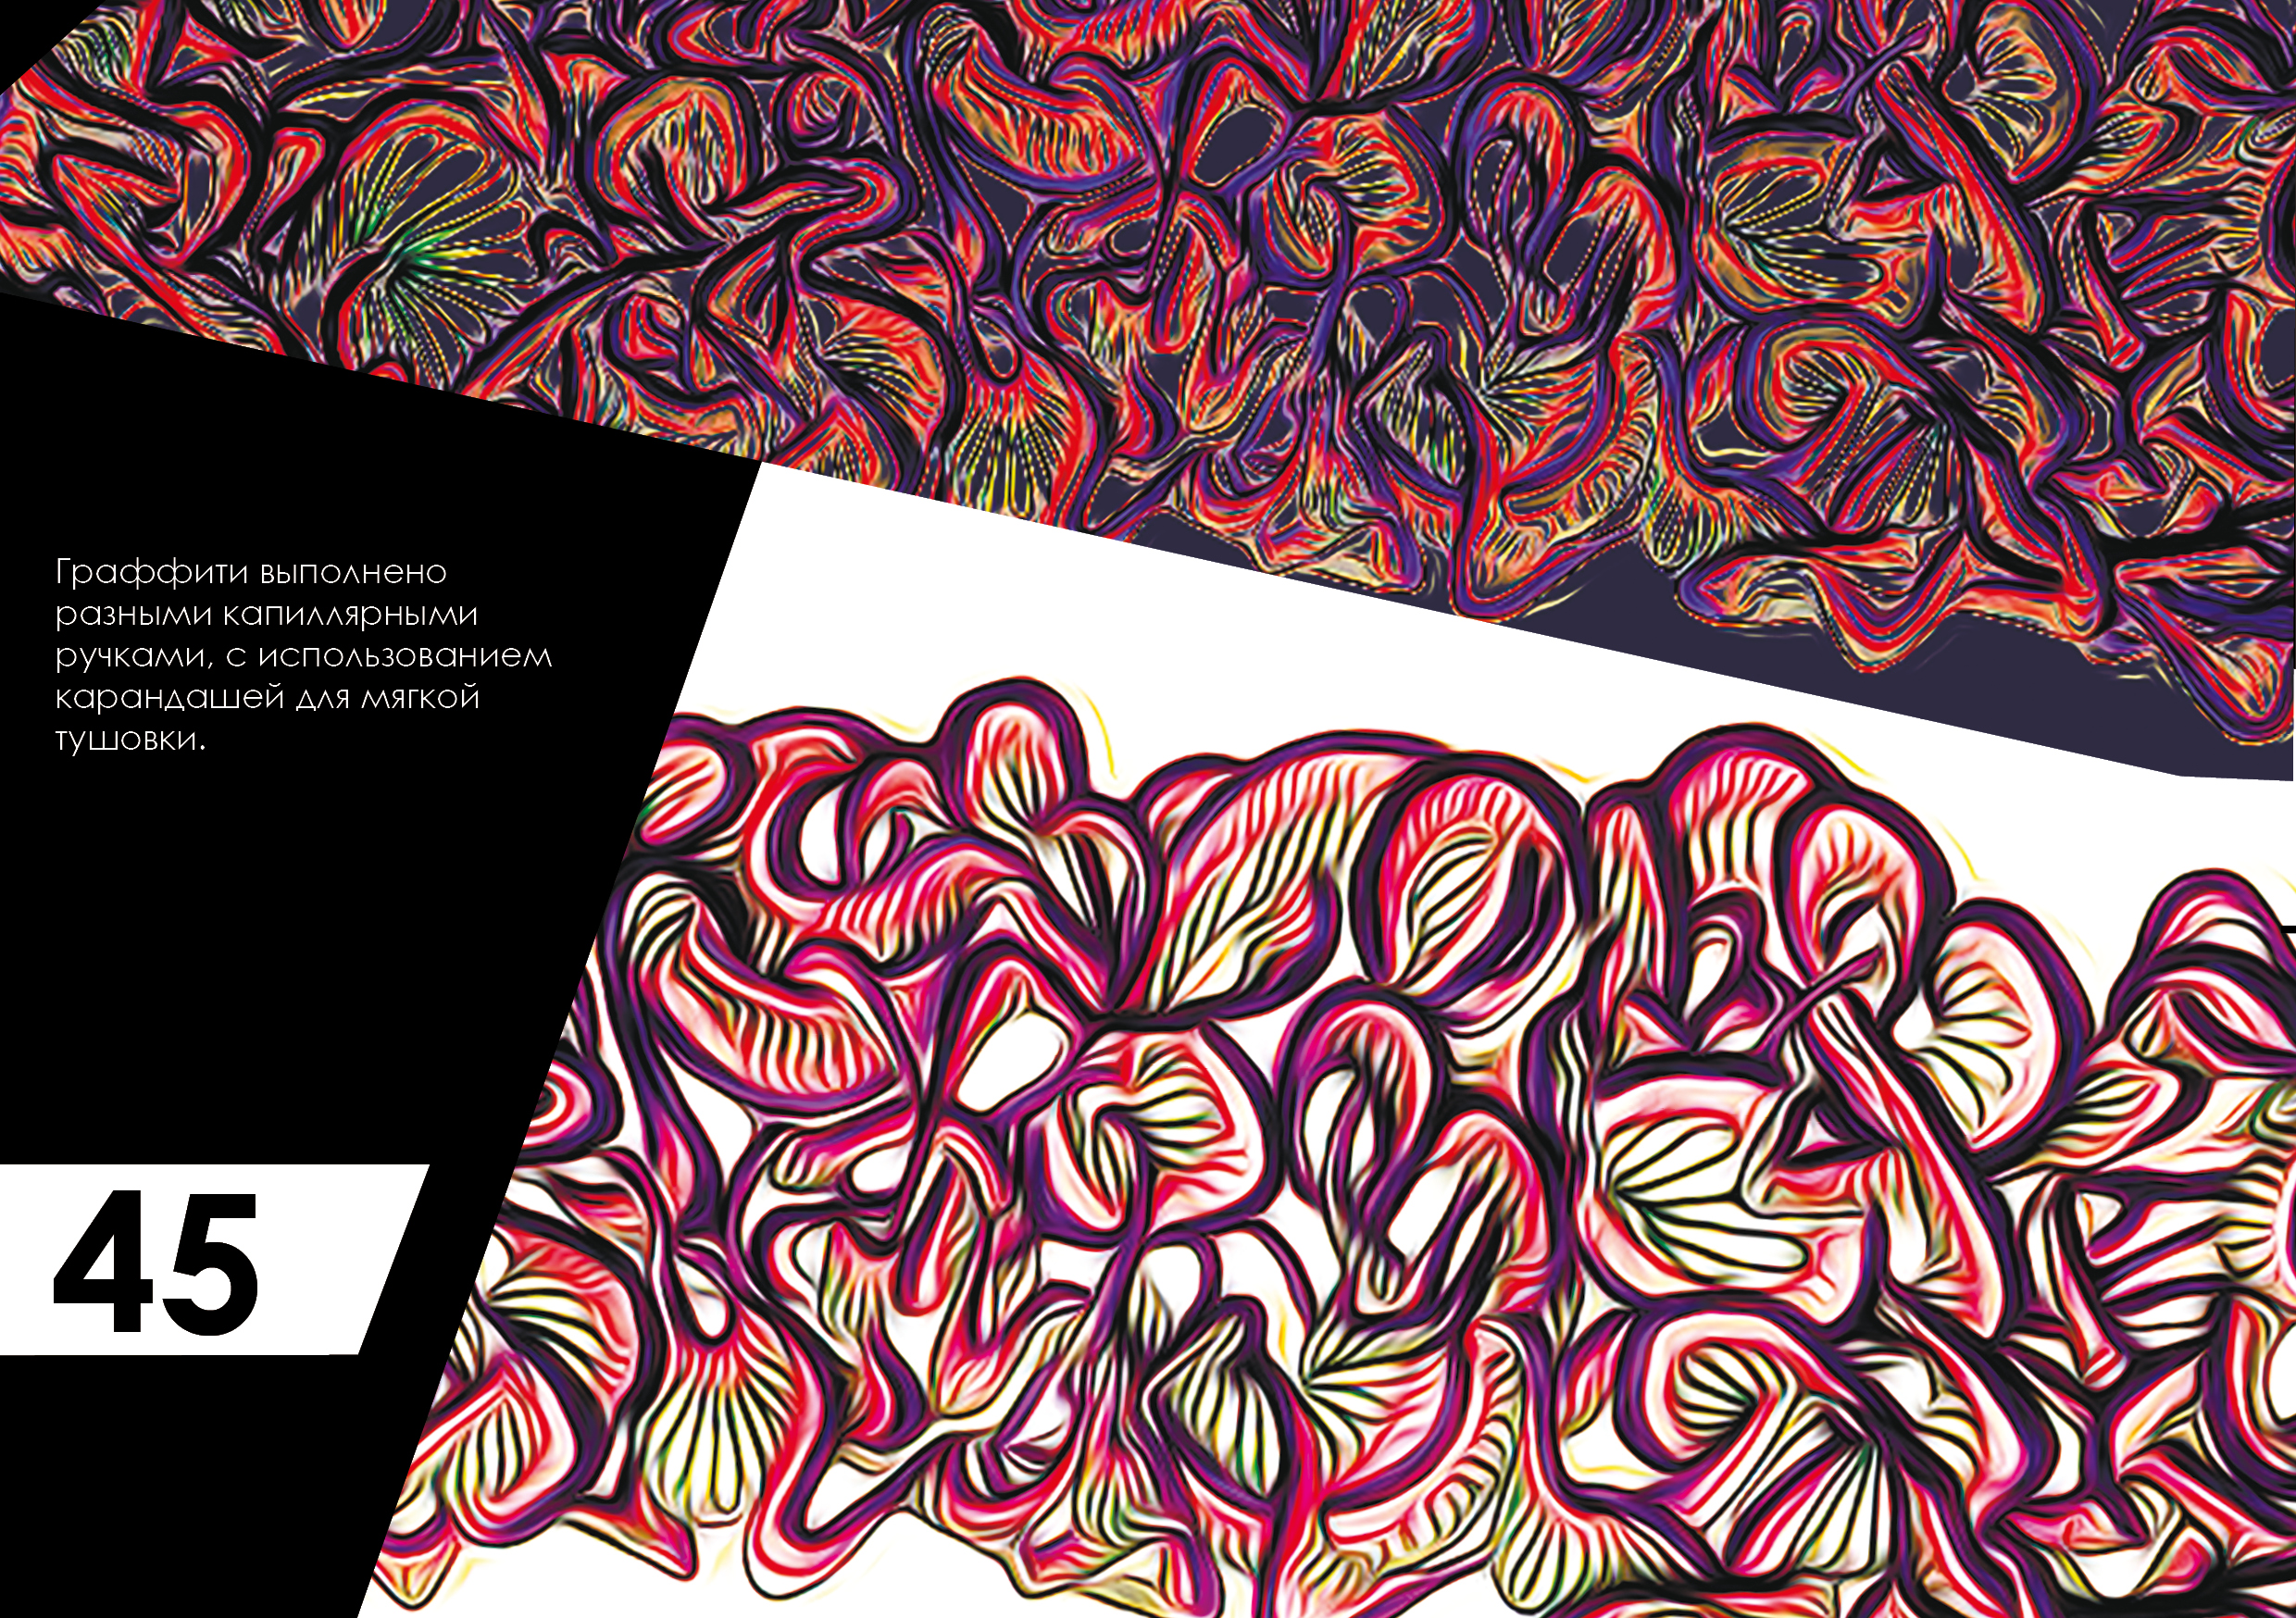 Граффити выполнено
разными капиллярными
ручками, с использованием
карандашей для мягкой
тушовки.
45